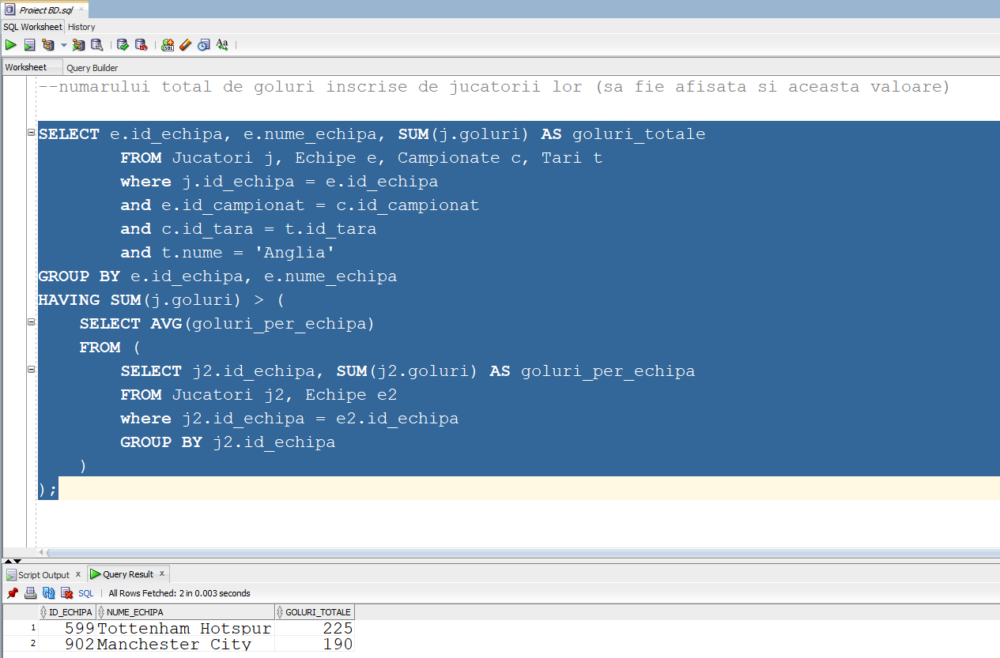 Proiect BD.sql ×
SQL Worksheet History
Worksheet Query Builder
--numarului total de goluri inscrise de jucatorii lor (sa fie afisata si aceasta valoare)
SELECT e.id_echipa, e.nume_echipa, SUM(j.goluri) AS goluri_totale
FROM Jucatori j, Echipe e, Campionate c, Tari t
where j.id_echipa = e.id_echipa
and e.id_campionat = c.id_campionat
and c.id_tara = t.id_tara
and t.nume = 'Anglia'
GROUP BY e.id_echipa, e.nume_echipa
HAVING SUM(j.goluri) > (
SELECT AVG(goluri_per_echipa)
FROM (
SELECT j2.id_echipa, SUM(j2.goluri) AS goluri_per_echipa
FROM Jucatori j2, Echipe e2
where j2.id_echipa = e2.id_echipa
GROUP BY j2.id_echipa
)
);
Script Output x Query Result x
SQL | All Rows Fetched: 2 in 0.003 seconds
ID_ECHIPA NUME_ECHIPA GOLURI_TOTALE
1 599 Tottenham Hotspur 225
2 902 Manchester City 190